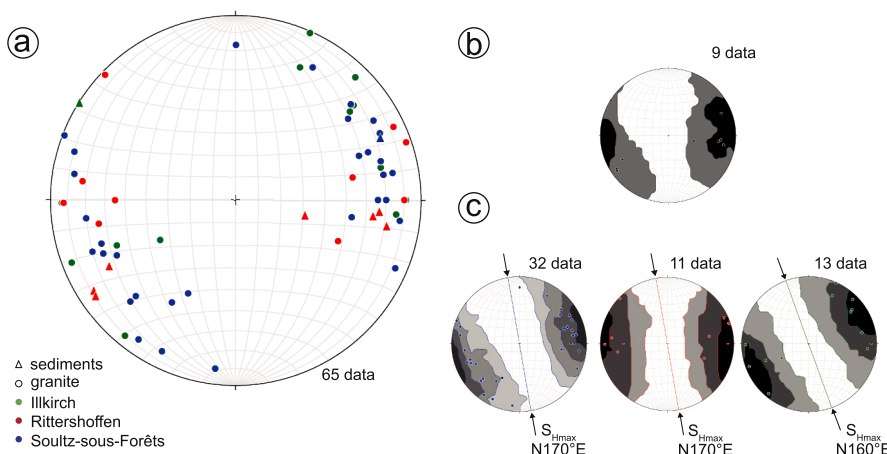 a
65 data
sediments
granite
Illkirch
Rittershoffen
Soultz-sous-Forêts
b
9 data
c
32 data
11 data
13 data
SHmax
N170°E
SHmax
N170°E
SHmax
N160°E